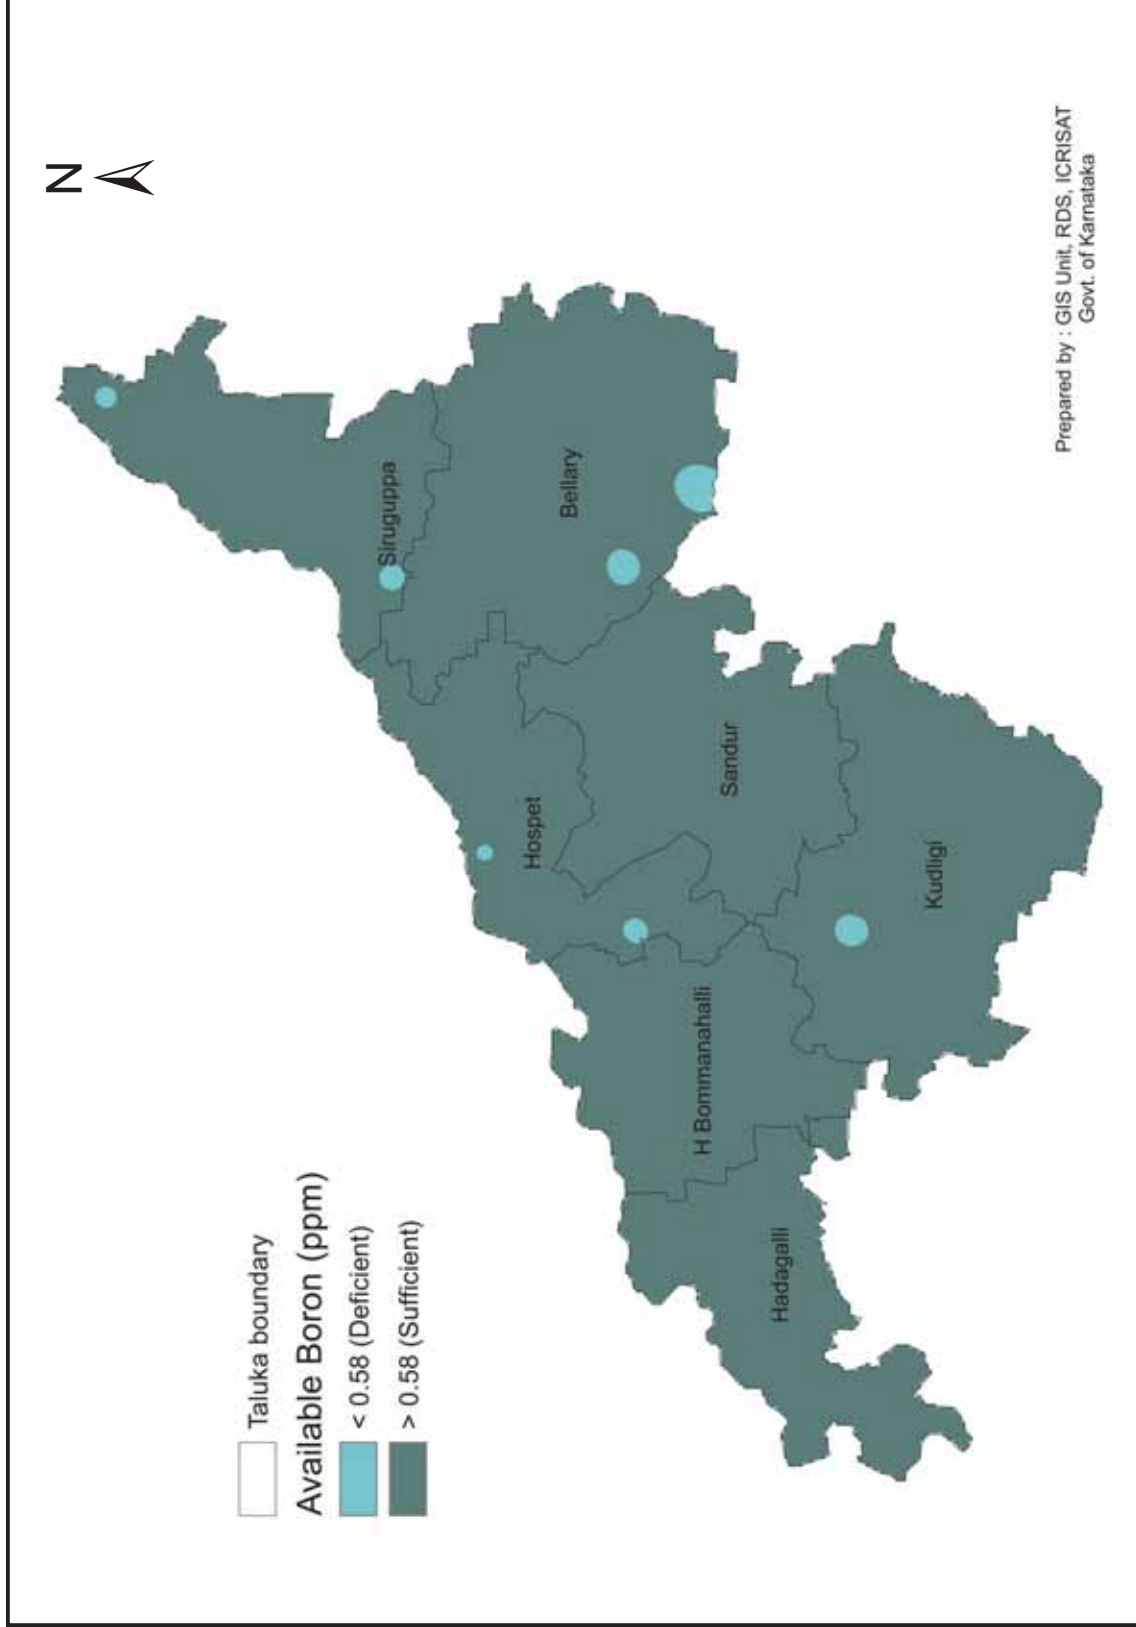 N
Siruguppa
Bellary
Hospet
Sandur
Kudligi
H Bommanahalli
Hadagalli
Taluka boundary
Available Boron (ppm)
< 0.58 (Deficient)
> 0.58 (Sufficient)
Prepared by : GIS Unit, RDS, ICRISAT
Govt. of Karnataka